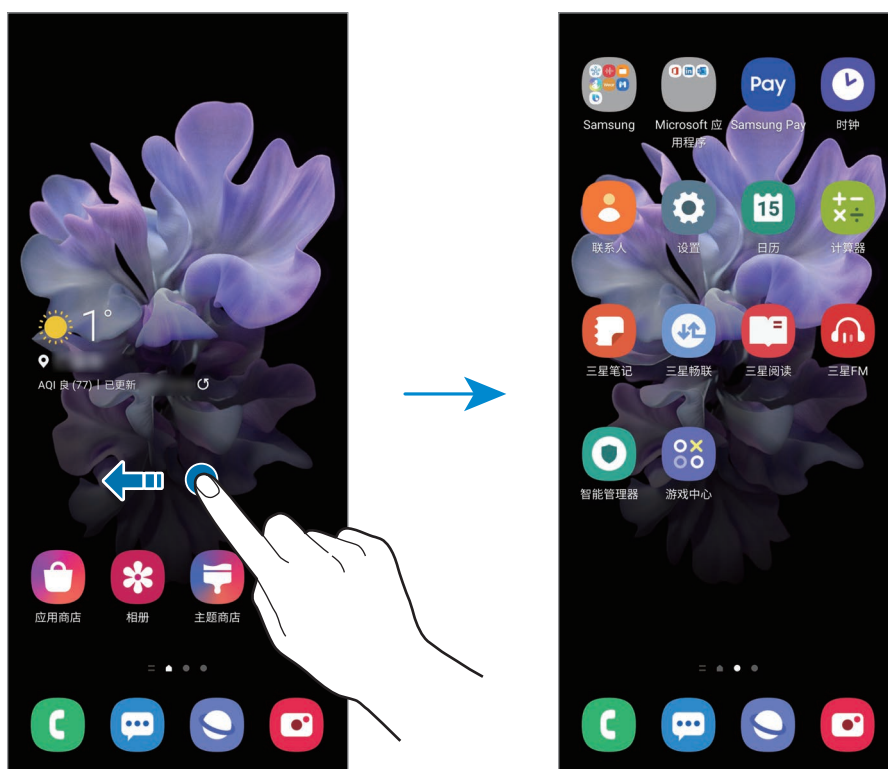 1°
AQI 良 (77) | 已更新
应用商店
相册
主题商店
Pay
Samsung
Microsoft 应
用程序
Samsung Pay
时钟
15
联系人
设置
日历
计算器
三星笔记
三星畅联
三星阅读
三星FM
智能管理器
游戏中心